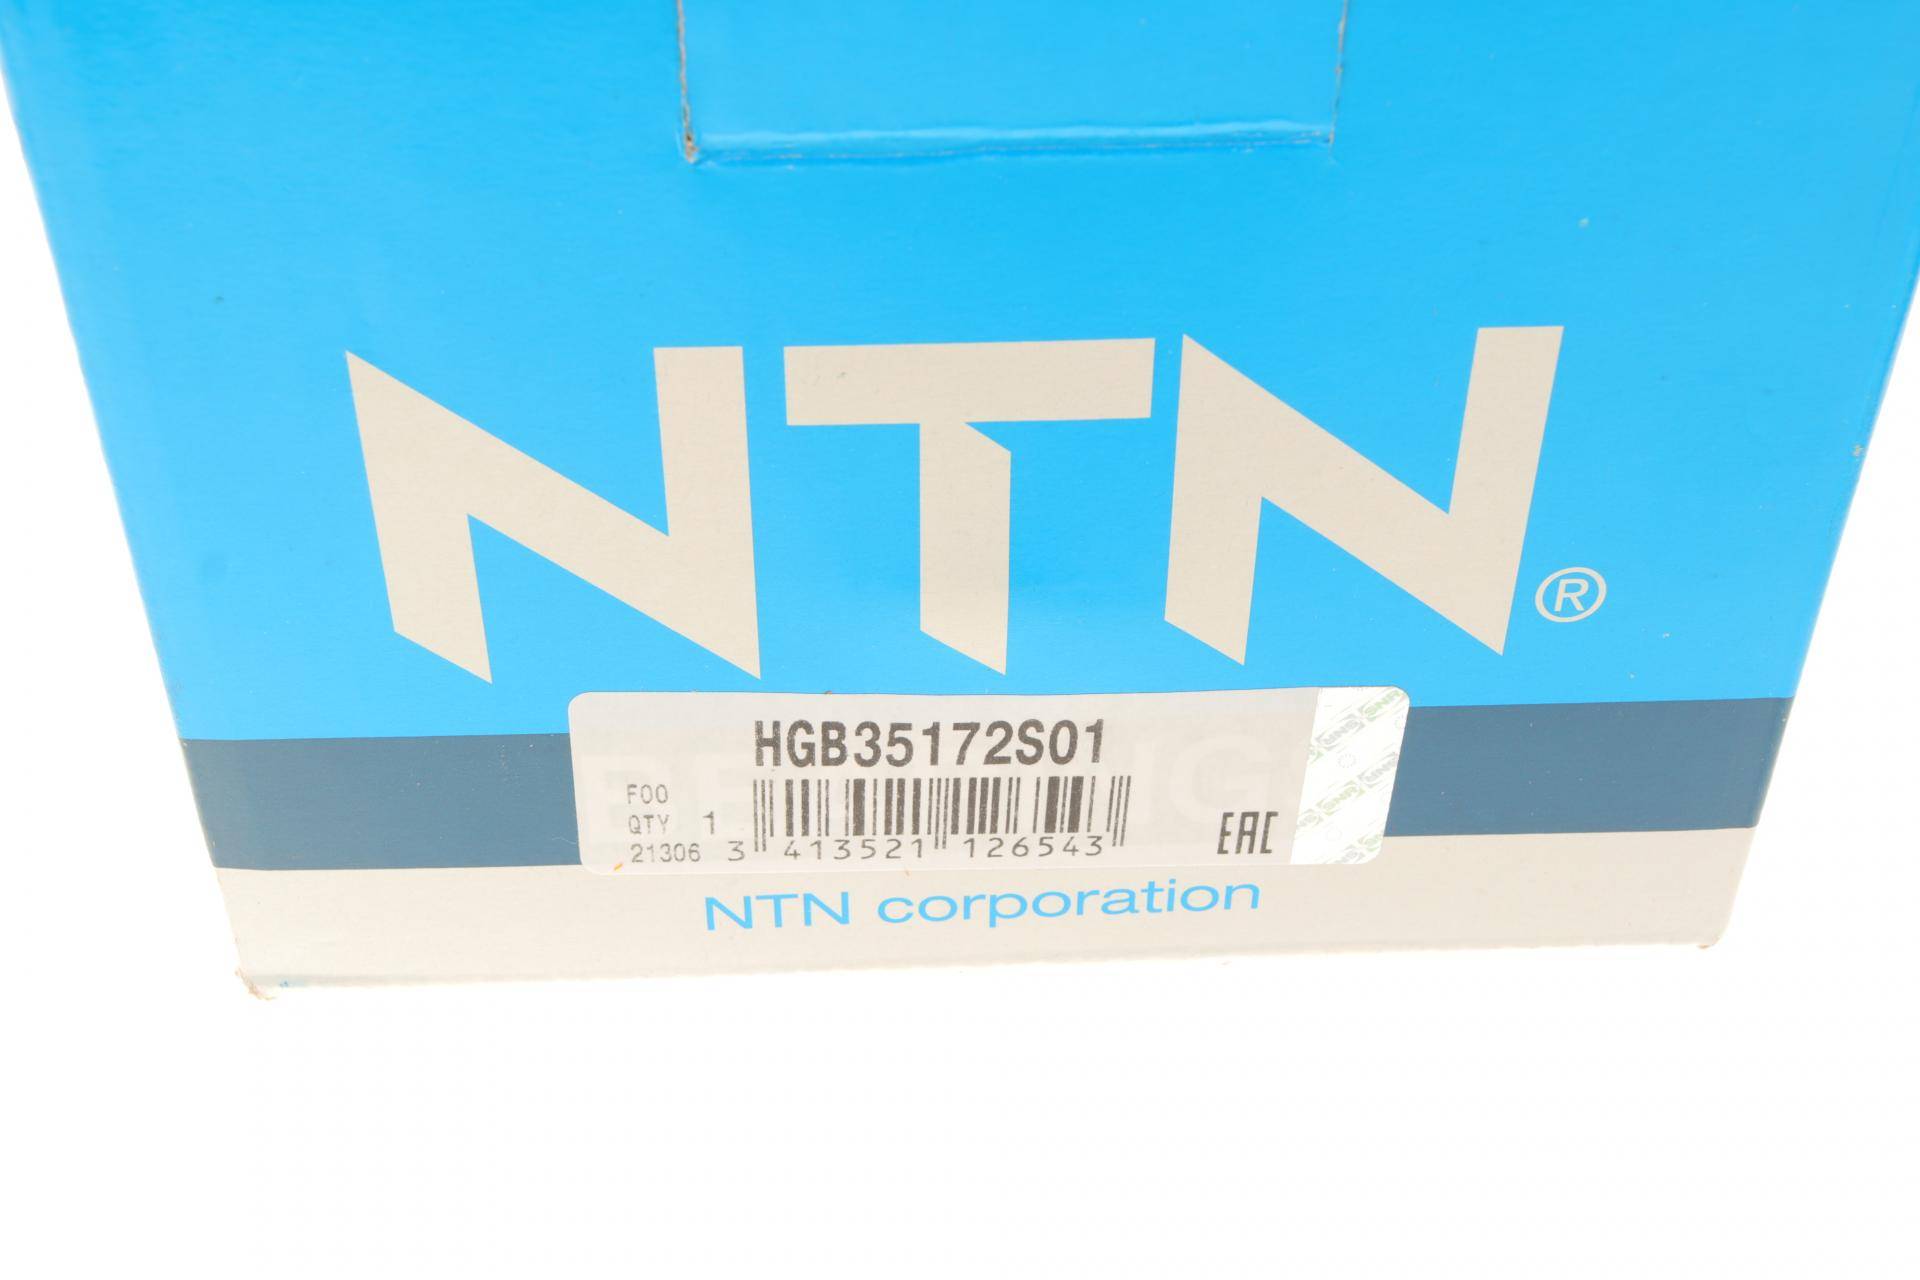 NTN®
HGB35172S01
F00
QTY 1
21306 3 413521 126543
EAC
NTN corporation